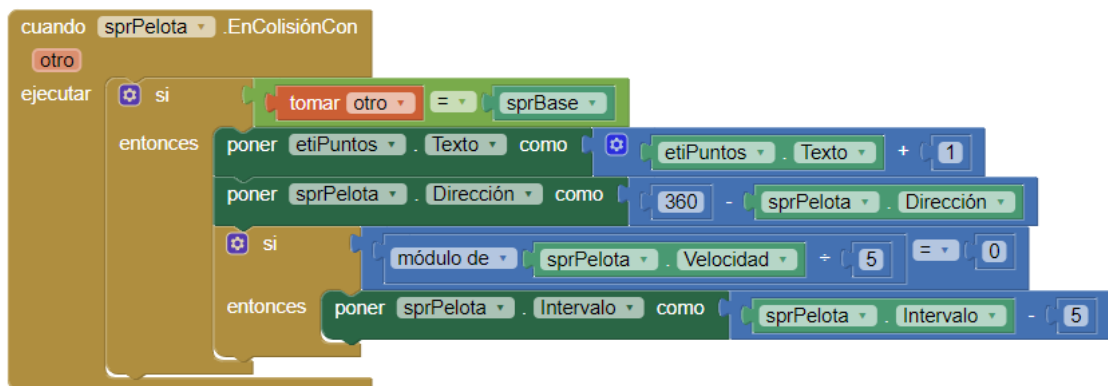 cuando sprPelota .EnColisiónCon
otro
ejecutar si tomar otro = sprBase
entonces poner etiPuntos . Texto como etiPuntos . Texto + 1
poner sprPelota . Dirección como 360 - sprPelota . Dirección
si módulo de sprPelota . Velocidad ÷ 5 = 0
entonces poner sprPelota . Intervalo como sprPelota . Intervalo - 5